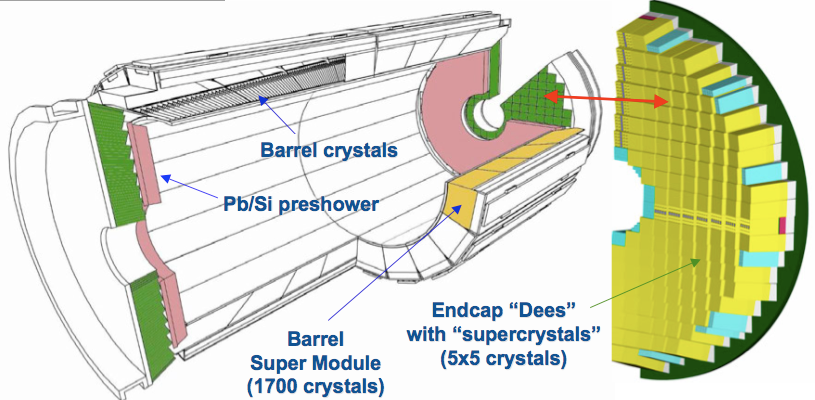 Barrel crystals
Pb/Si preshower
Barrel
Super Module
(1700 crystals)
Endcap “Dees”
with “supercrystals”
(5x5 crystals)